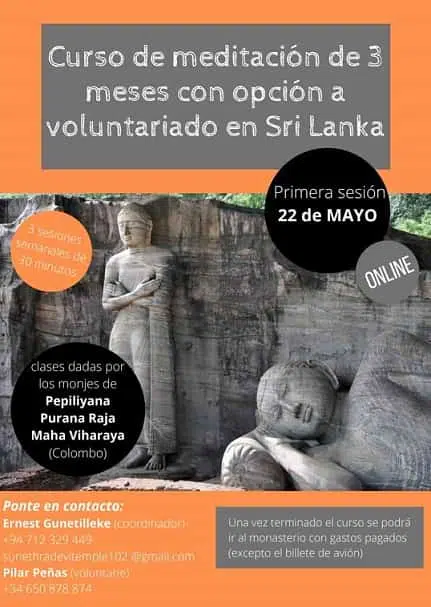 Curso de meditación de 3
meses con opción a
voluntariado en Sri Lanka
Primera sesión
22 de MAYO
3 sesiones
semanales de
30 minutos
ONLINE
clases dadas por
los monjes de
Pepiliyana
Purana Raja
Maha Viharaya
(Colombo)
Ponte en contacto:
Ernest Gunetilleke (coordinador)-
+94 712 329 449
sunethradevitemple102 @gmail.com
Pilar Peñas (voluntarie)
+34 650 878 874
Una vez terminado el curso se podrá
ir al monasterio con gastos pagados
(excepto el billete de avión)